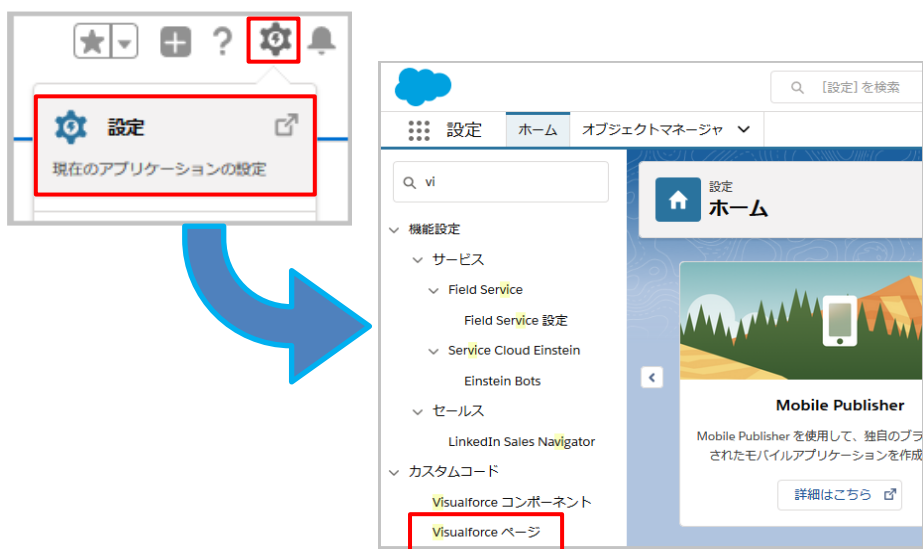 設定
現在のアプリケーションの設定
[設定] を検索
設定
ホーム
オブジェクトマネージャ
vi
設定
ホーム
機能設定
サービス
Field Service
Field Service 設定
Service Cloud Einstein
Einstein Bots
セールス
LinkedIn Sales Navigator
カスタムコード
Visualforce コンポーネント
Visualforce ページ
Mobile Publisher
Mobile Publisher を使用して、独自のブラ
されたモバイルアプリケーションを作成
詳細はこちら